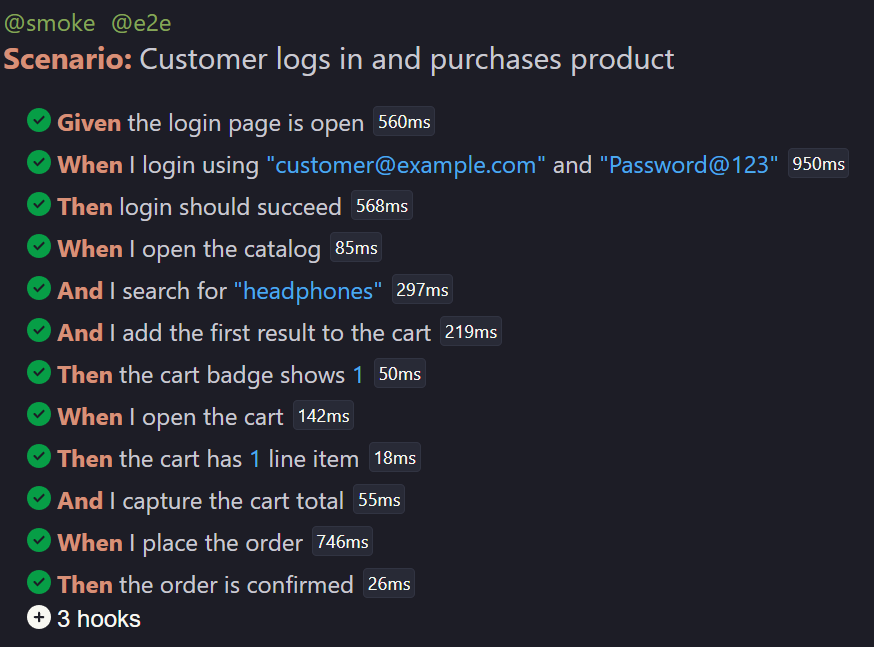 @smoke @e2e
Scenario: Customer logs in and purchases product
Given the login page is open 560ms
When I login using "customer@example.com" and "Password@123" 950ms
Then login should succeed 568ms
When I open the catalog 85ms
And I search for "headphones" 297ms
And I add the first result to the cart 219ms
Then the cart badge shows 1 50ms
When I open the cart 142ms
Then the cart has 1 line item 18ms
And I capture the cart total 55ms
When I place the order 746ms
Then the order is confirmed 26ms
3 hooks